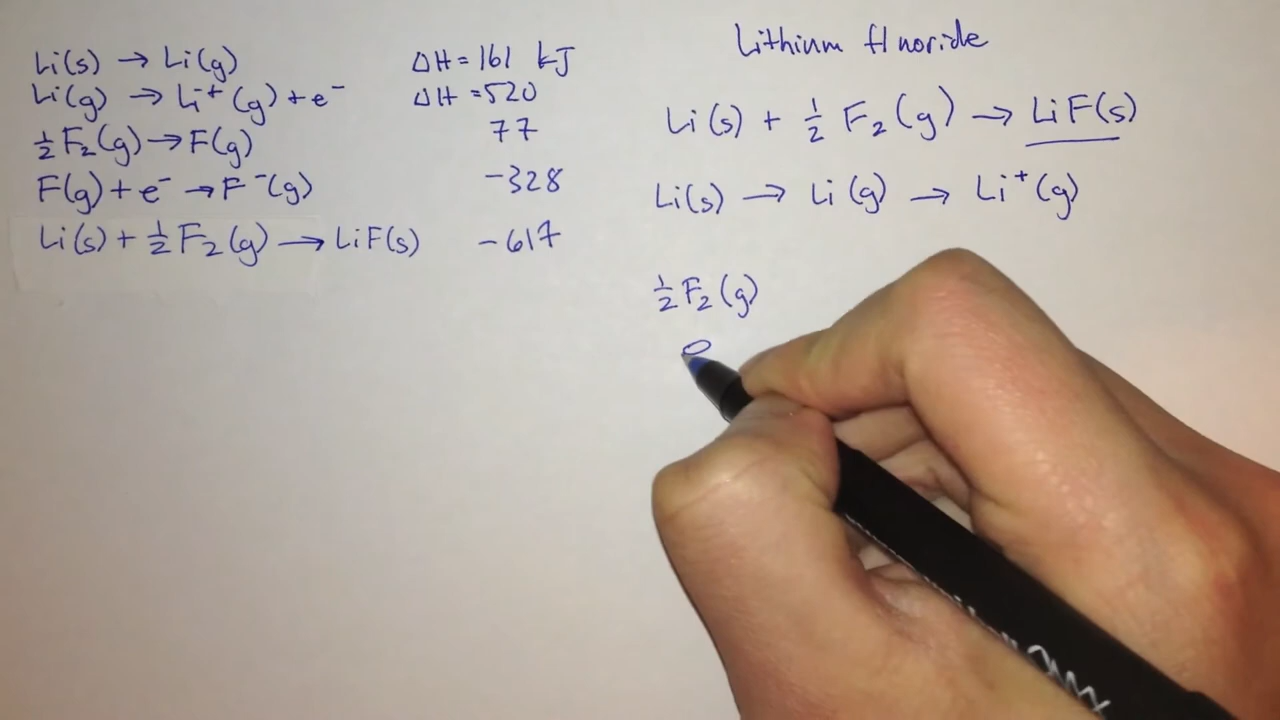 Li(s) → Li(g) ΔH = 161 kJ
Li(g) → Li⁺(g) + e⁻ ΔH = 520
½F₂(g) → F(g) 77
F(g) + e⁻ → F⁻(g) -328
Li(s) + ½F₂(g) → LiF(s) -617
Lithium fluoride
Li(s) + ½ F₂(g) → LiF(s)
Li(s) → Li(g) → Li⁺(g)
½F₂(g)